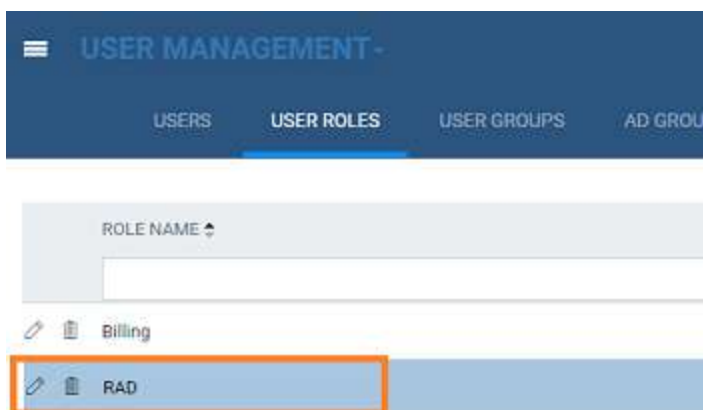 USER MANAGEMENT-
USERS USER ROLES USER GROUPS AD GROU
ROLE NAME
Billing
RAD